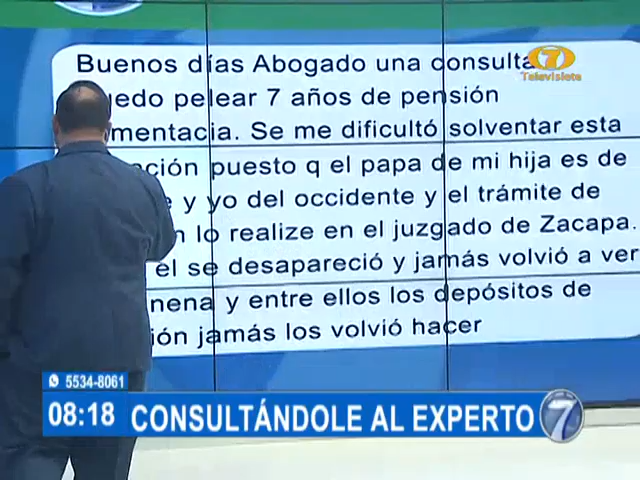 Buenos días Abogado una consulta
pelear 7 años de pensión
Se me dificultó solventar esta
puesto q el papa de mi hija es de
y yo del occidente y el trámite de
lo realize en el juzgado de Zacapa.
el se desapareció y jamás volvió a ver
nena y entre ellos los depósitos de
jamás los volvió hacer
7
Televisiete
5534-8061
08:18 CONSULTÁNDOLE AL EXPERTO 7